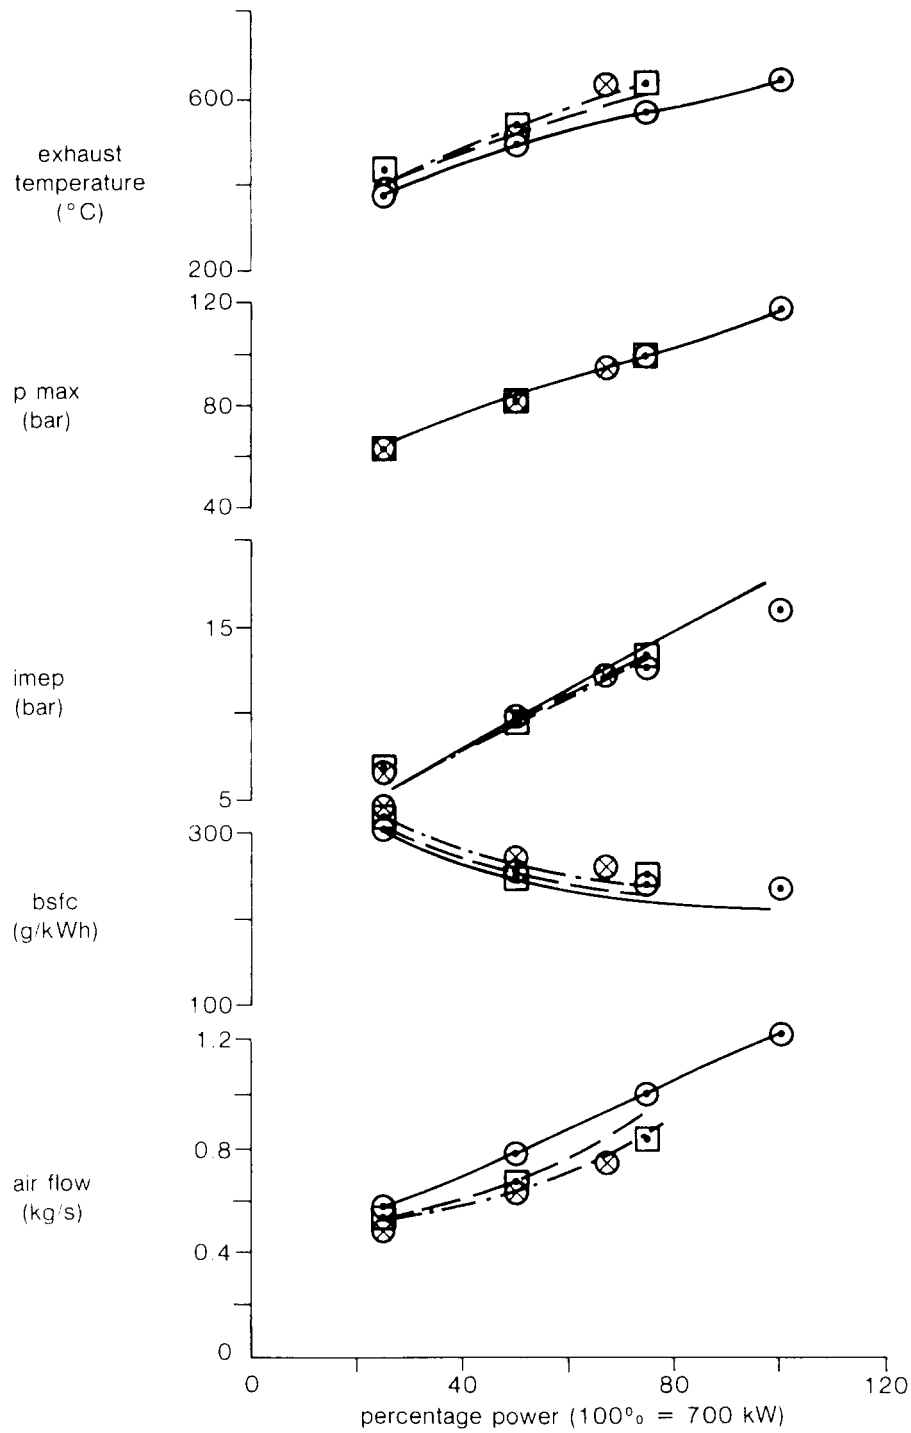 600
exhaust
temperature
(°C)
200
120
p max
(bar)
80
40
15
imep
(bar)
5
300
bsfc
(g/kWh)
100
1.2
0.8
air flow
(kg/s)
0.4
0
0 40 80 120
percentage power (100% = 700 kW)